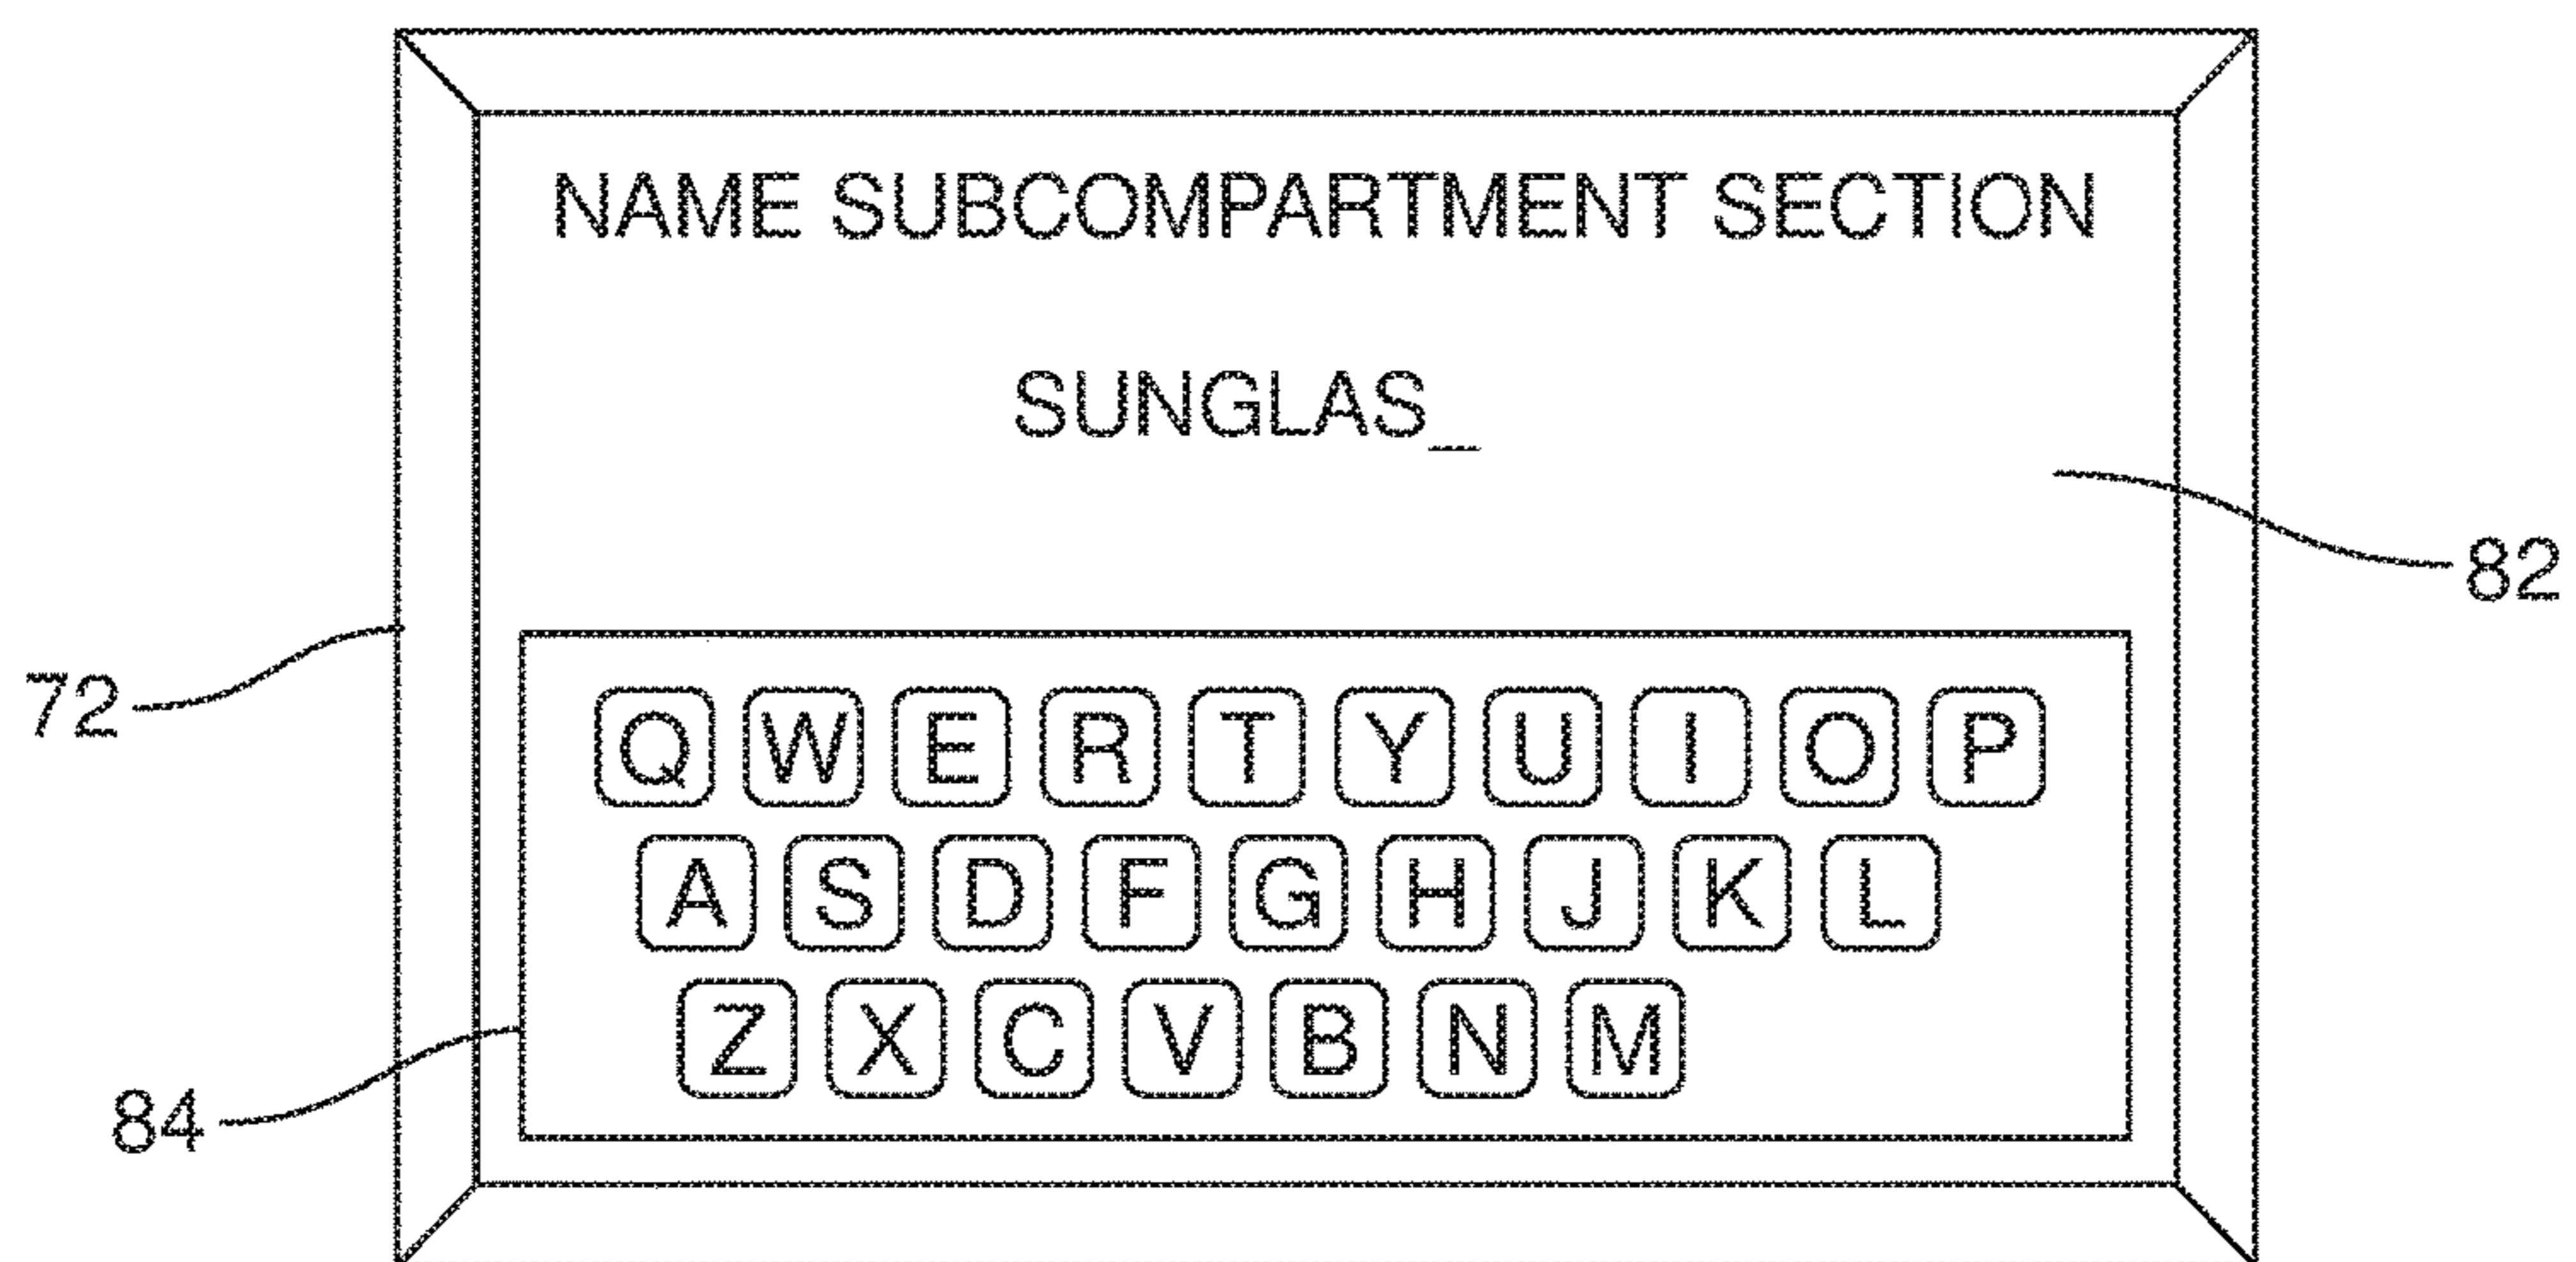 NAME SUBCOMPARTMENT SECTION
SUNGLAS_
82
72
Q W E R T Y U I O P
A S D F G H J K L
Z X C V B N M
84